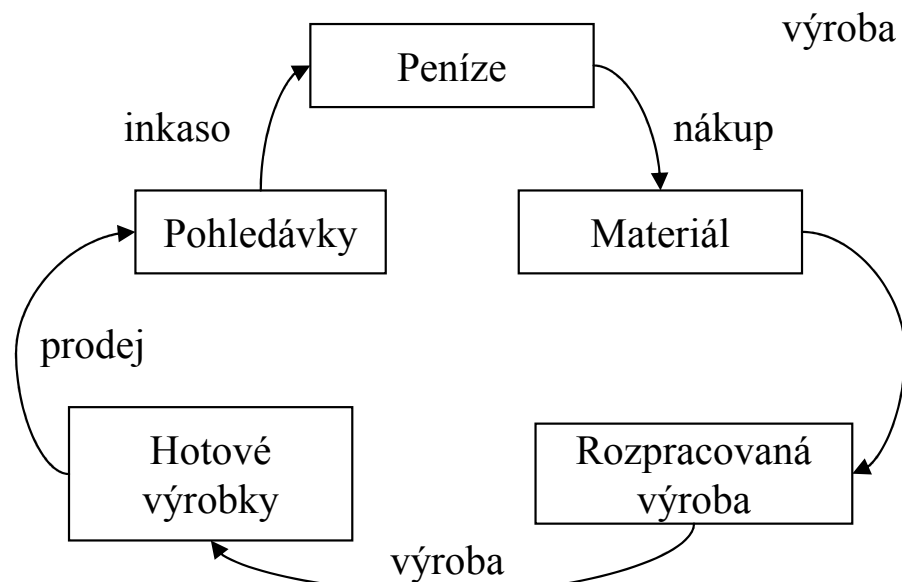 výroba
Peníze
inkaso
nákup
Pohledávky
Materiál
prodej
Hotové
výrobky
Rozpracovaná
výroba
výroba